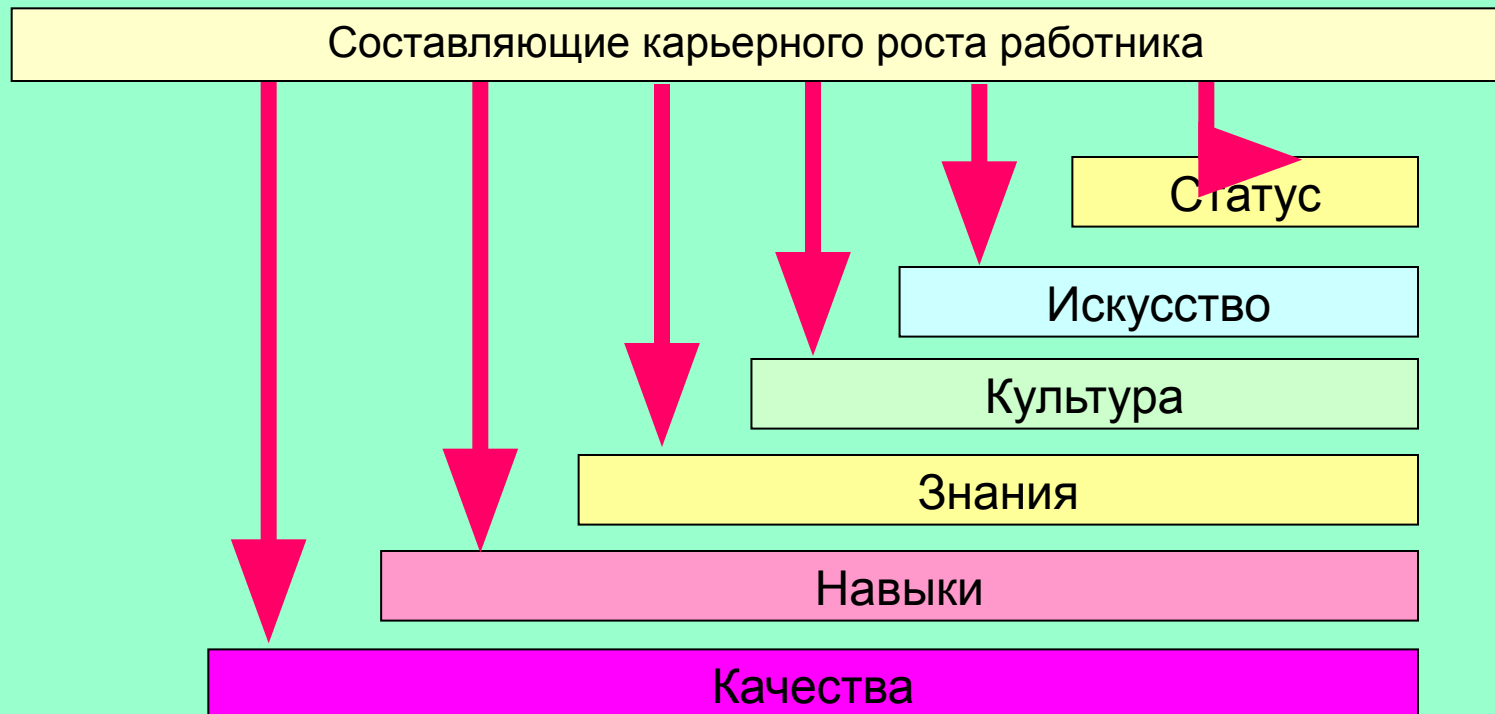 Составляющие карьерного роста работника
Статус
Искусство
Культура
Знания
Навыки
Качества